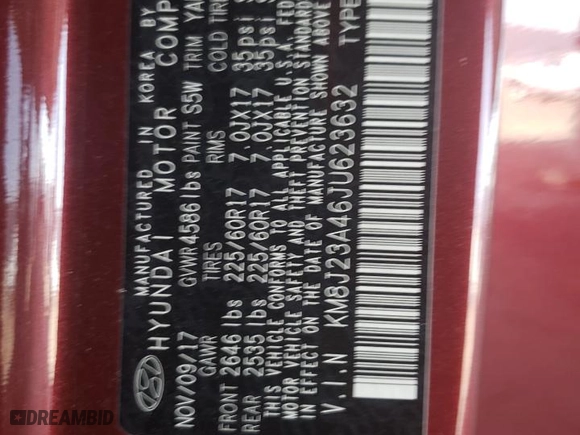 MANUFACTURED IN KOREA BY
HYUNDAI MOTOR COMP
NOV/09/17 GVWR 4586 lbs PAINT S5W TRIM YA
GAWR TIRES RIMS COLD TIRE
FRONT 2646 lbs 225/60R17 7.0JX17 35psi
REAR 2535 lbs 225/60R17 7.0JX17 35psi
THIS VEHICLE CONFORMS TO ALL APPLICABLE U.S.A. FED
MOTOR VEHICLE SAFETY AND THEFT PREVENTION STANDARD
EFFECT ON THE DATE OF MANUFACTURE SHOWN ABOVE
V.I.N KM8J23A46JU623632 TYPE
DREAMBID